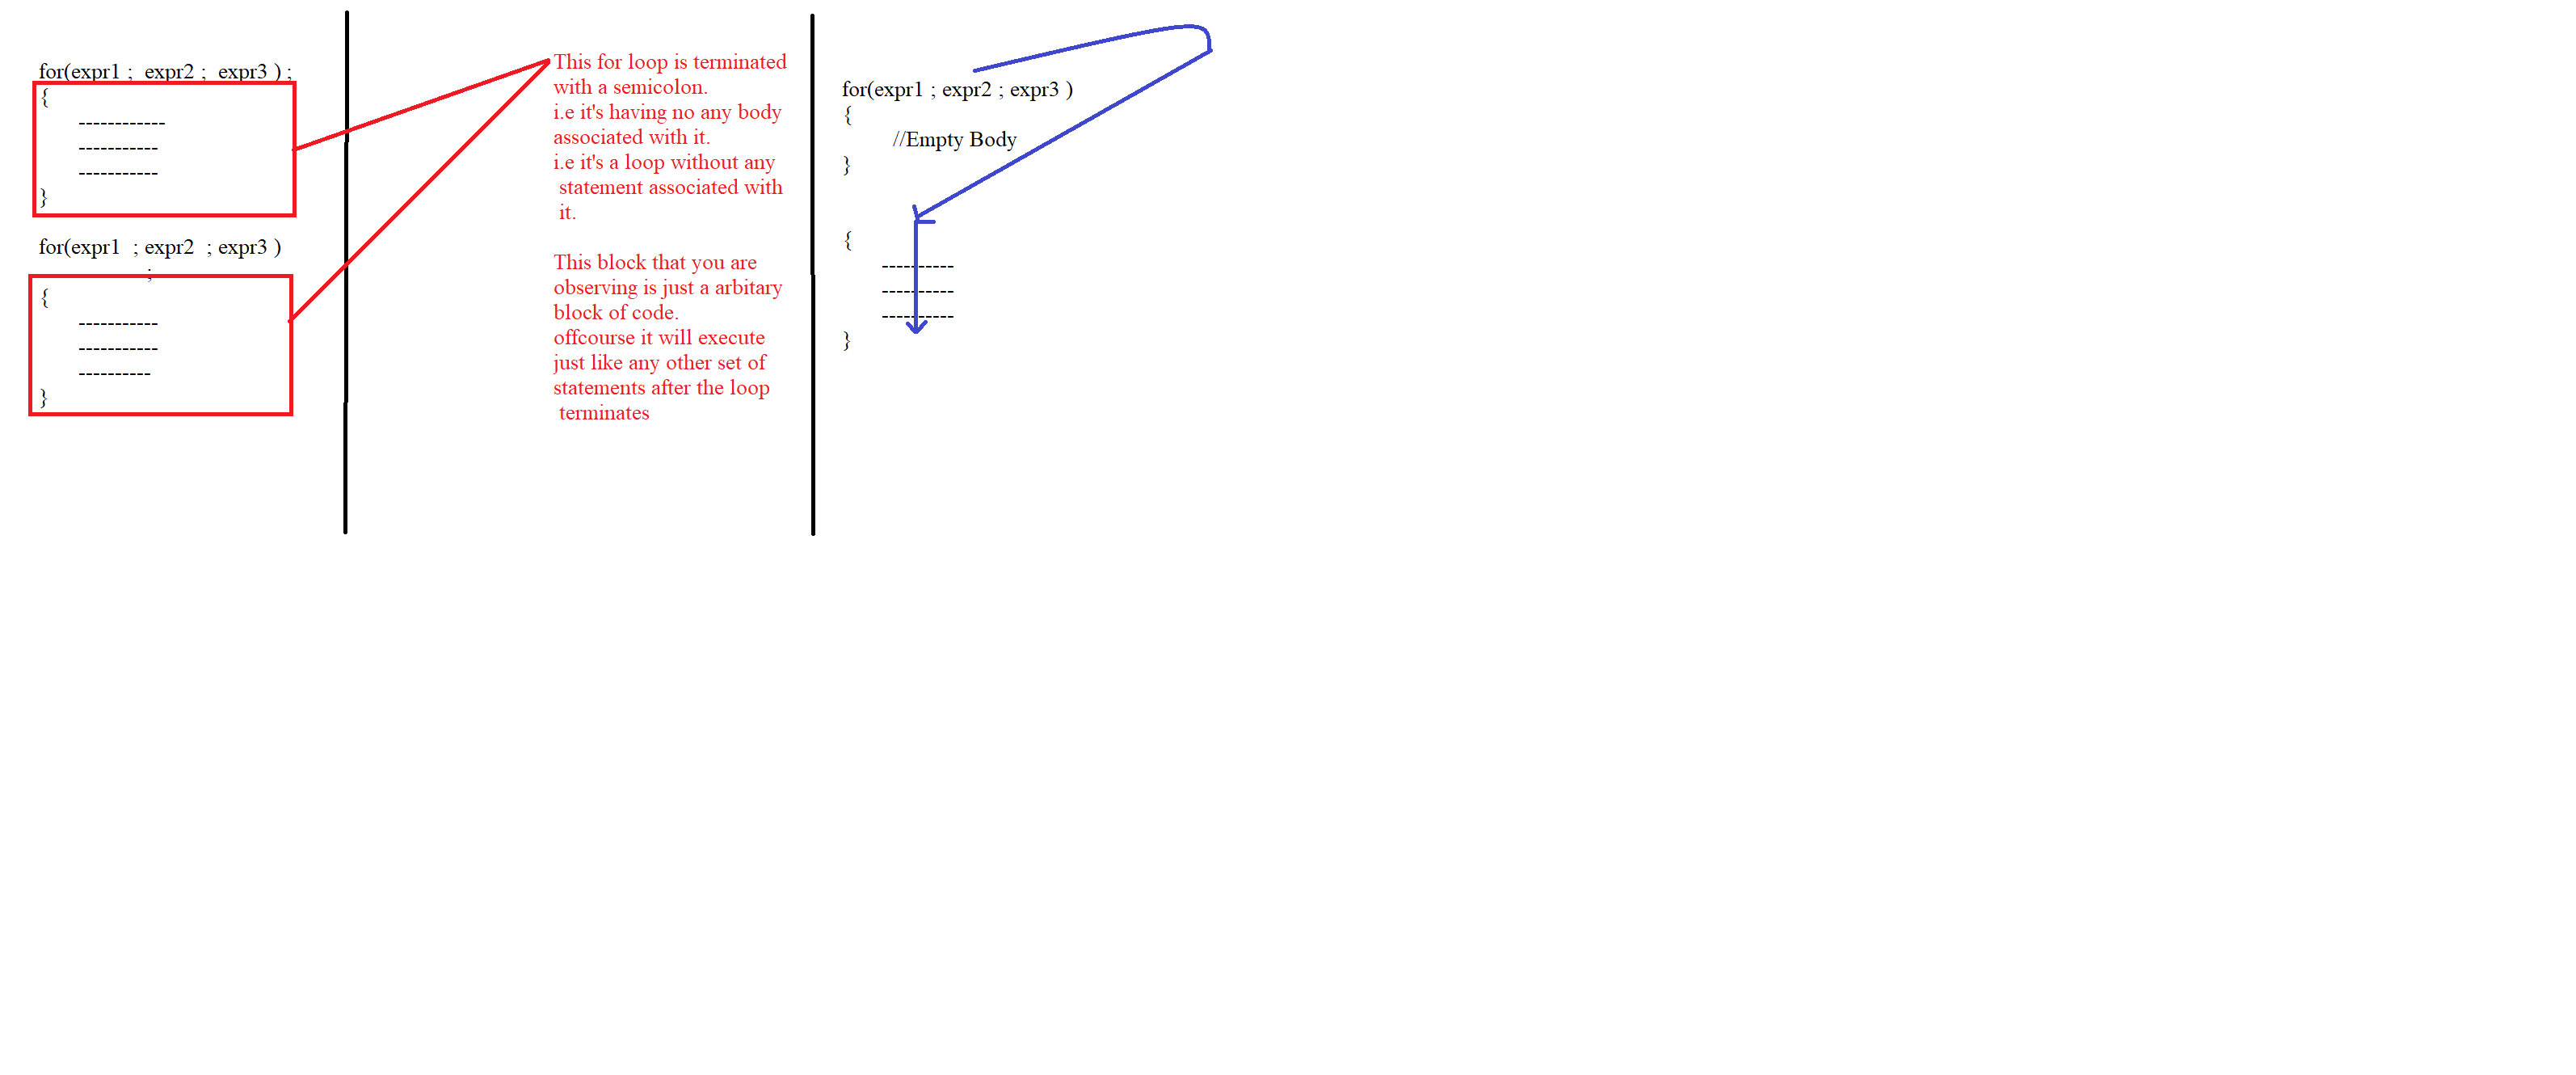 for(expr1 ;  expr2 ;  expr3 ) ;
{
------------
-----------
-----------
}
for(expr1  ; expr2  ; expr3 )
;
{
-----------
-----------
----------
}
This for loop is terminated
with a semicolon.
i.e it's having no any body
associated with it.
i.e it's a loop without any
statement associated with
it.
This block that you are
observing is just a arbitary
block of code.
offcourse it will execute
just like any other set of
statements after the loop
terminates
for(expr1 ; expr2 ; expr3 )
{
//Empty Body
}
{
----------
----------
----------
}